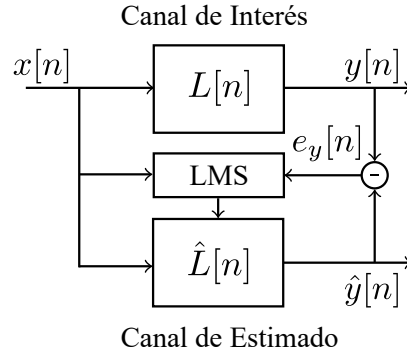 Canal de Interés
x[n]
L[n]
y[n]
e_y[n]
LMS
-
L̂[n]
ŷ[n]
Canal de Estimado